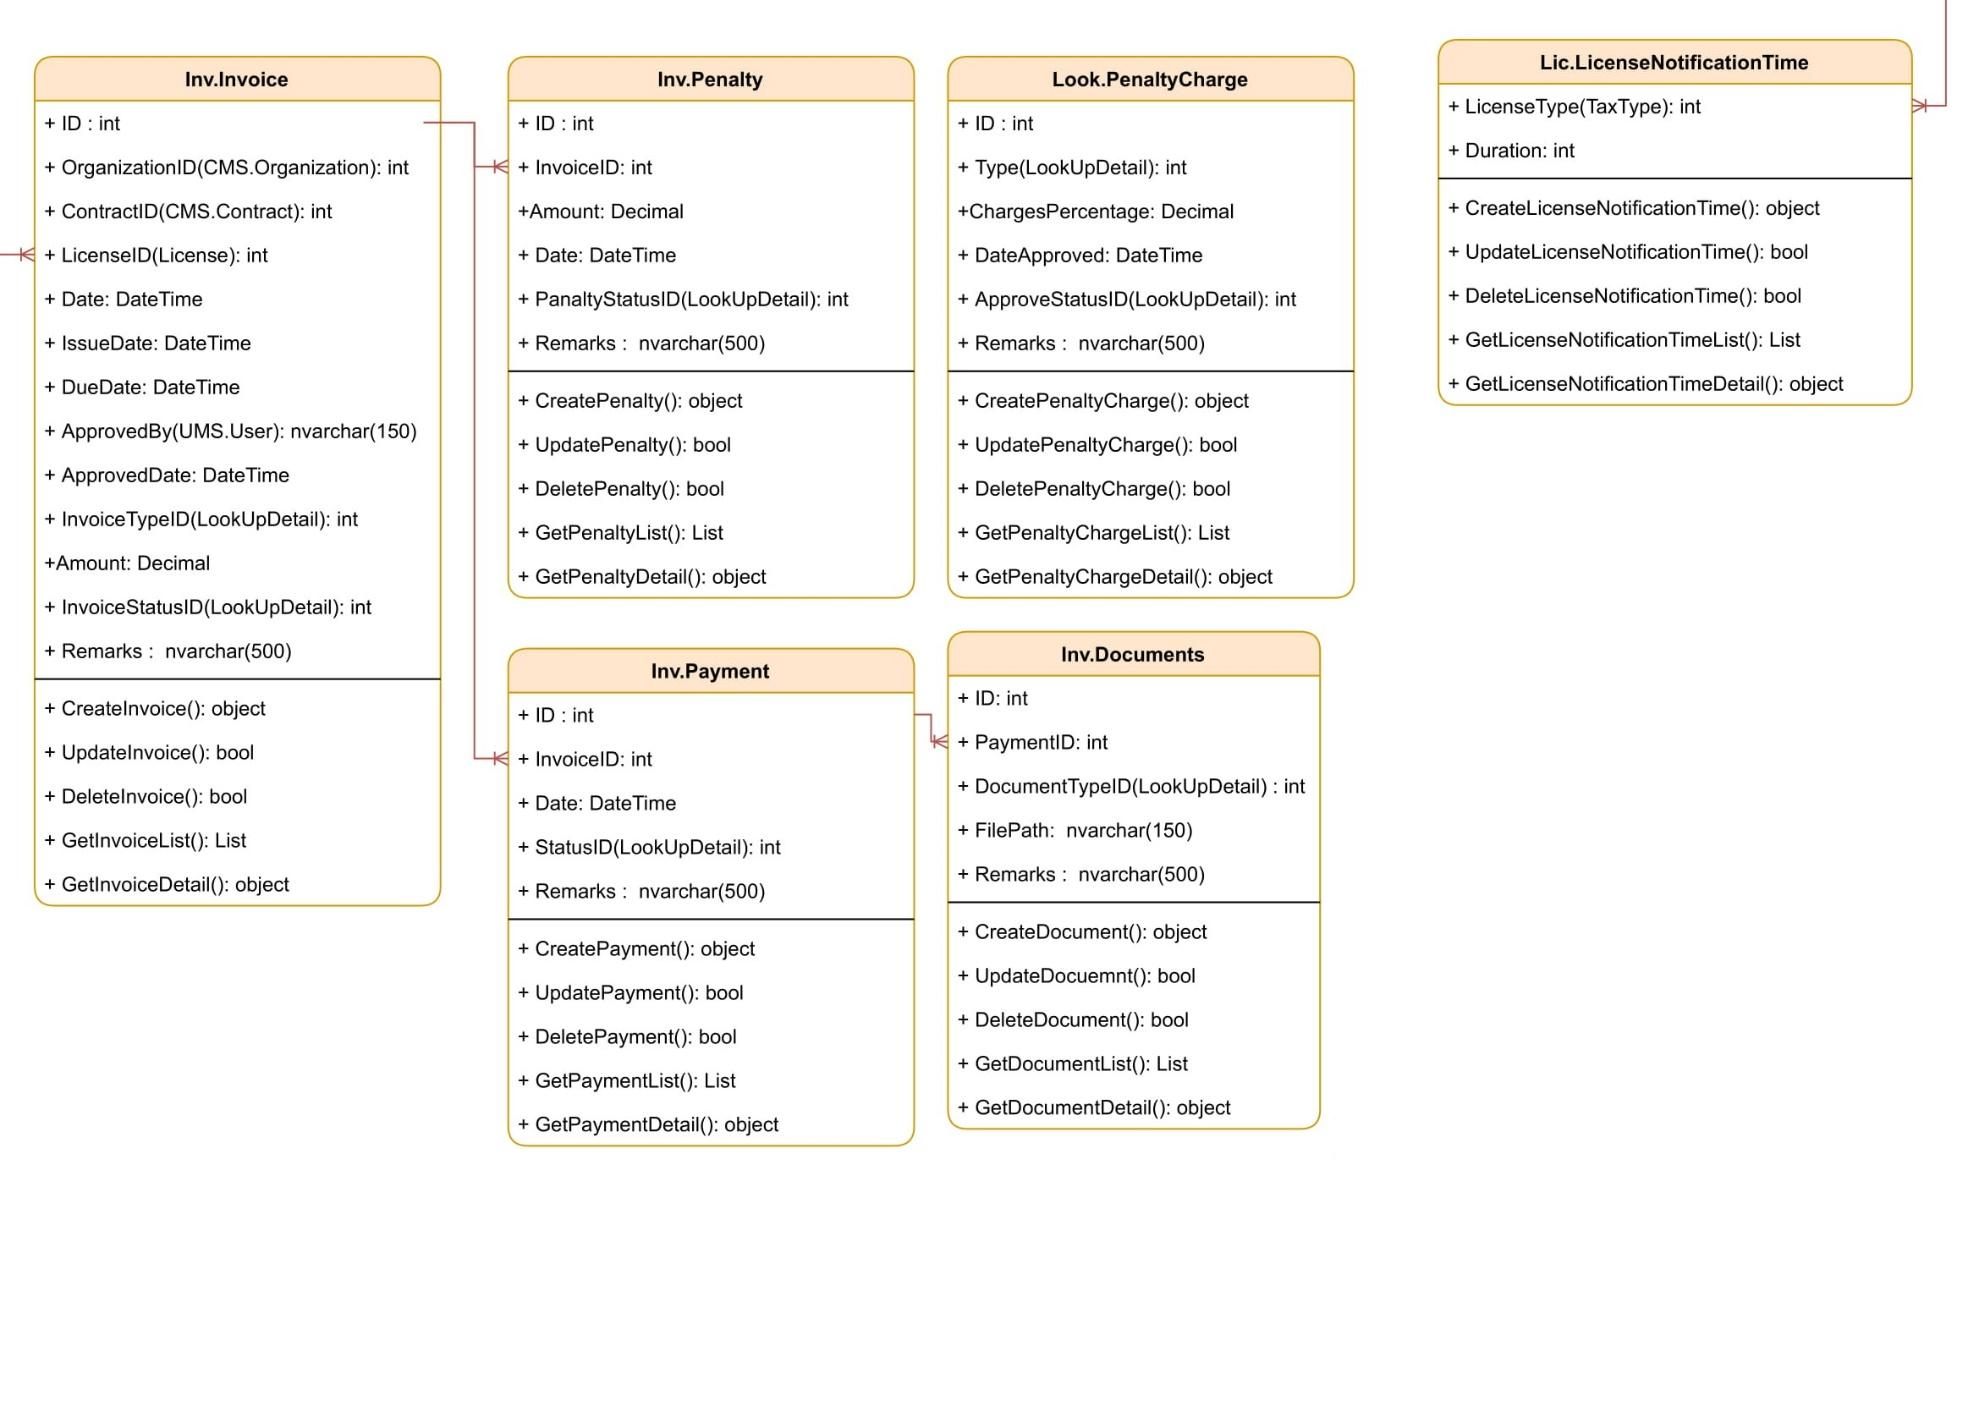 Inv.Invoice
+ ID : int
+ OrganizationID(CMS.Organization): int
+ ContractID(CMS.Contract): int
+ LicenseID(License): int
+ Date: DateTime
+ IssueDate: DateTime
+ DueDate: DateTime
+ ApprovedBy(UMS.User): nvarchar(150)
+ ApprovedDate: DateTime
+ InvoiceTypeID(LookUpDetail): int
+Amount: Decimal
+ InvoiceStatusID(LookUpDetail): int
+ Remarks :  nvarchar(500)
+ CreateInvoice(): object
+ UpdateInvoice(): bool
+ DeleteInvoice(): bool
+ GetInvoiceList(): List
+ GetInvoiceDetail(): object
Inv.Penalty
+ ID : int
+ InvoiceID: int
+Amount: Decimal
+ Date: DateTime
+ PanaltyStatusID(LookUpDetail): int
+ Remarks :  nvarchar(500)
+ CreatePenalty(): object
+ UpdatePenalty(): bool
+ DeletePenalty(): bool
+ GetPenaltyList(): List
+ GetPenaltyDetail(): object
Look.PenaltyCharge
+ ID : int
+ Type(LookUpDetail): int
+ChargesPercentage: Decimal
+ DateApproved: DateTime
+ ApproveStatusID(LookUpDetail): int
+ Remarks :  nvarchar(500)
+ CreatePenaltyCharge(): object
+ UpdatePenaltyCharge(): bool
+ DeletePenaltyCharge(): bool
+ GetPenaltyChargeList(): List
+ GetPenaltyChargeDetail(): object
Lic.LicenseNotificationTime
+ LicenseType(TaxType): int
+ Duration: int
+ CreateLicenseNotificationTime(): object
+ UpdateLicenseNotificationTime(): bool
+ DeleteLicenseNotificationTime(): bool
+ GetLicenseNotificationTimeList(): List
+ GetLicenseNotificationTimeDetail(): object
Inv.Payment
+ ID : int
+ InvoiceID: int
+ Date: DateTime
+ StatusID(LookUpDetail): int
+ Remarks :  nvarchar(500)
+ CreatePayment(): object
+ UpdatePayment(): bool
+ DeletePayment(): bool
+ GetPaymentList(): List
+ GetPaymentDetail(): object
Inv.Documents
+ ID: int
+ PaymentID: int
+ DocumentTypeID(LookUpDetail) : int
+ FilePath:  nvarchar(150)
+ Remarks :  nvarchar(500)
+ CreateDocument(): object
+ UpdateDocuemnt(): bool
+ DeleteDocument(): bool
+ GetDocumentList(): List
+ GetDocumentDetail(): object